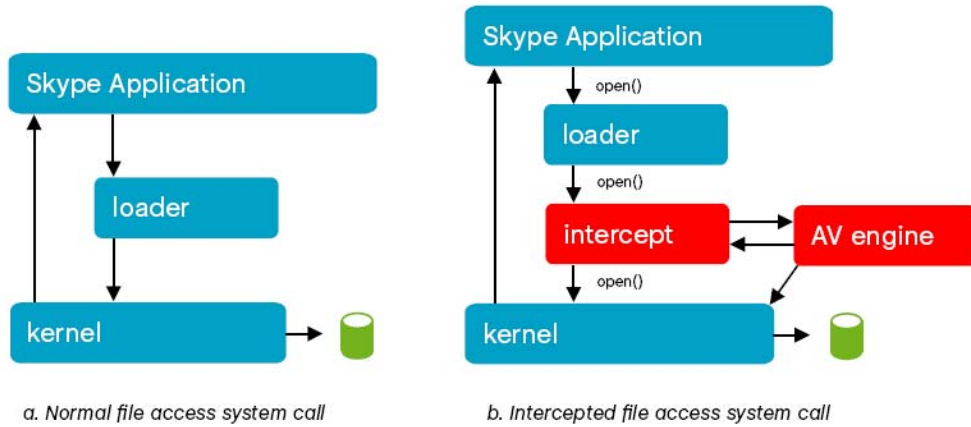 Skype Application
loader
kernel
a. Normal file access system call
Skype Application
open()
loader
open()
intercept
AV engine
open()
kernel
b. Intercepted file access system call